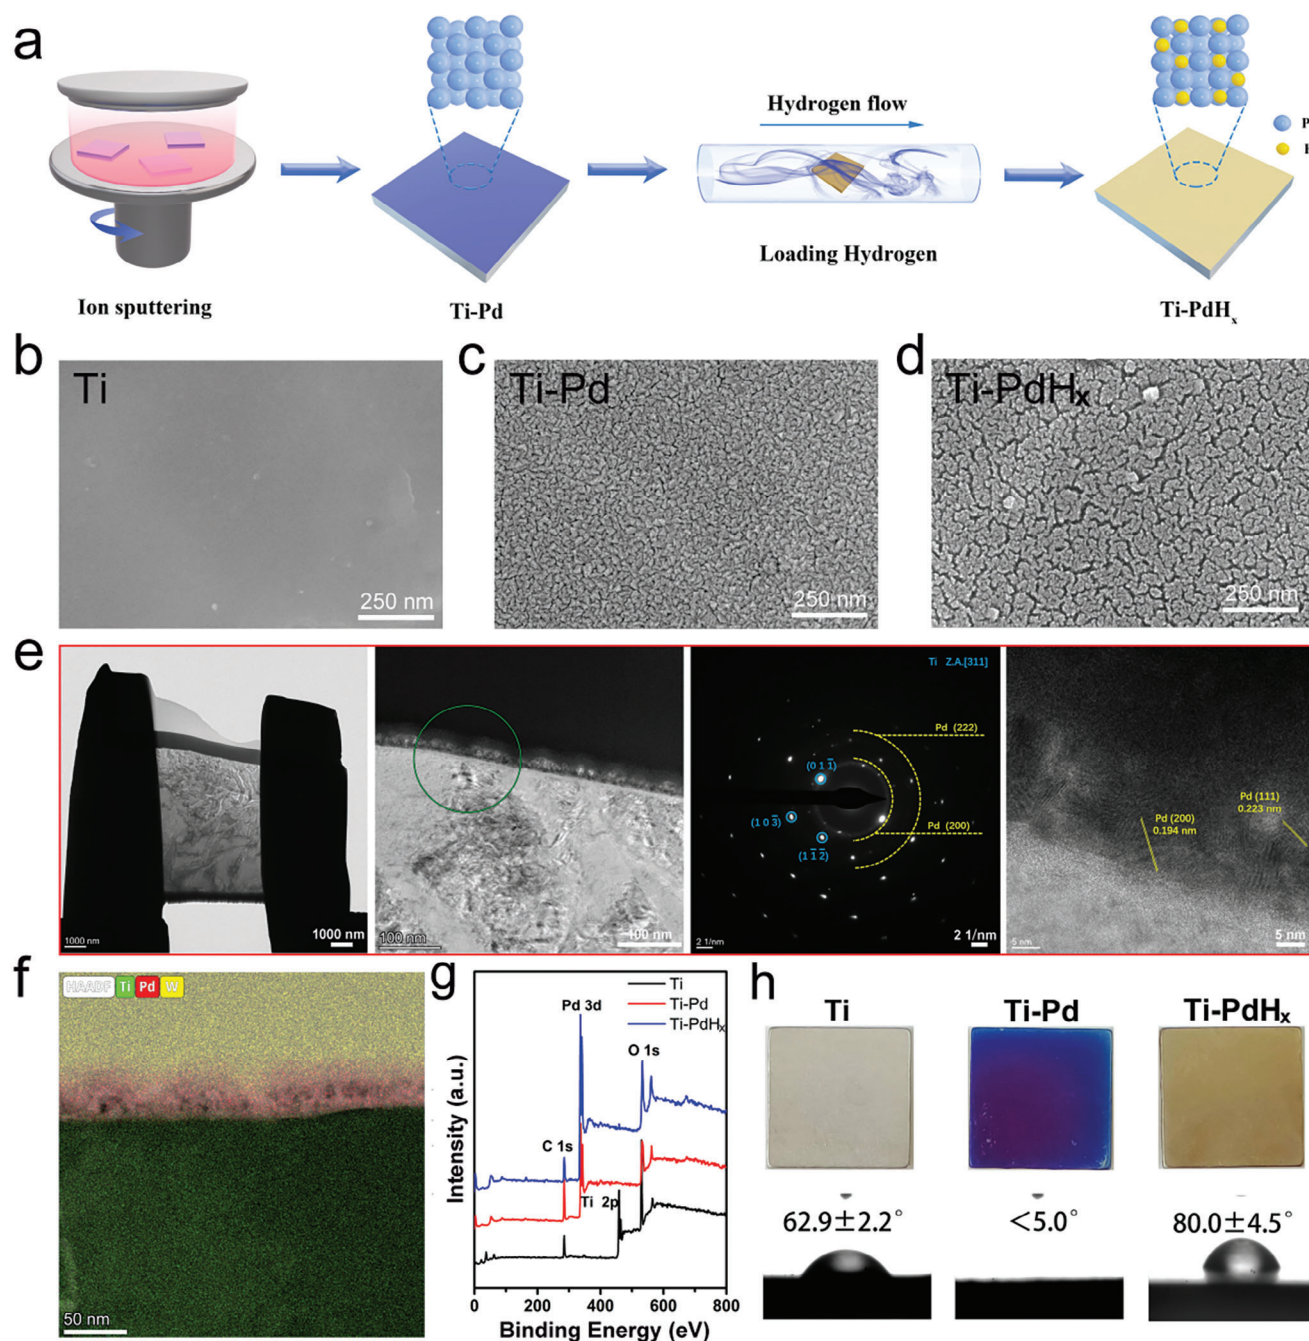 a
Hydrogen flow
P
Ion sputtering
Ti-Pd
Loading Hydrogen
Ti-PdHₓ
b
Ti
250 nm
c
Ti-Pd
250 nm
d
Ti-PdHₓ
250 nm
e
1000 nm
1000 nm
100 nm
100 nm
Ti Z.A.[311]
Pd (222)
(0 1 1̄)
(1 0 3̄)
Pd (200)
(1 1̄ 2̄)
2 1/nm
2 1/nm
Pd (111)
0.223 nm
Pd (200)
0.194 nm
5 nm
5 nm
f
HAADF Ti Pd W
50 nm
g
Ti
Ti-Pd
Ti-PdHₓ
Pd 3d
O 1s
C 1s
Ti 2p
Intensity (a.u.)
0 200 400 600 800
Binding Energy (eV)
h
Ti Ti-Pd Ti-PdHₓ
62.9±2.2° <5.0° 80.0±4.5°